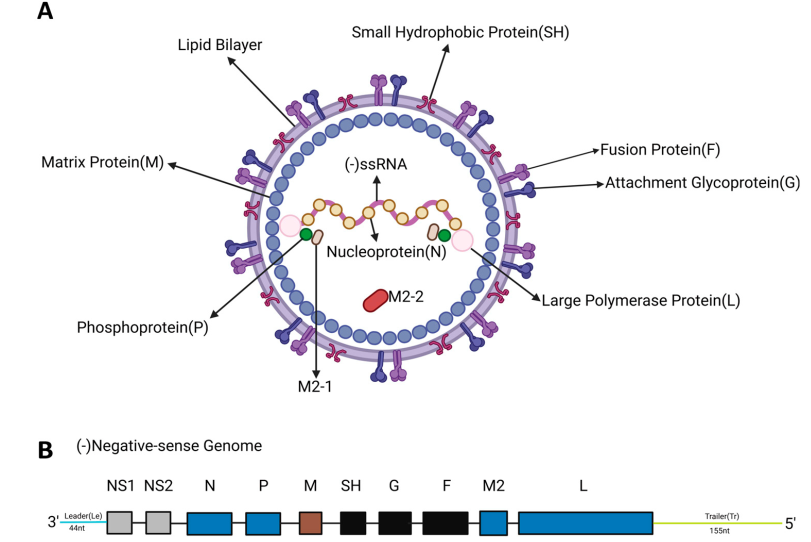 A
Small Hydrophobic Protein(SH)
Lipid Bilayer
Fusion Protein(F)
Matrix Protein(M)
(-)ssRNA
Attachment Glycoprotein(G)
Nucleoprotein(N)
M2-2
Large Polymerase Protein(L)
Phosphoprotein(P)
M2-1
B (-)Negative-sense Genome
NS1 NS2 N P M SH G F M2 L
3' Leader(Le) Trailer(Tr) 5'
44nt 155nt